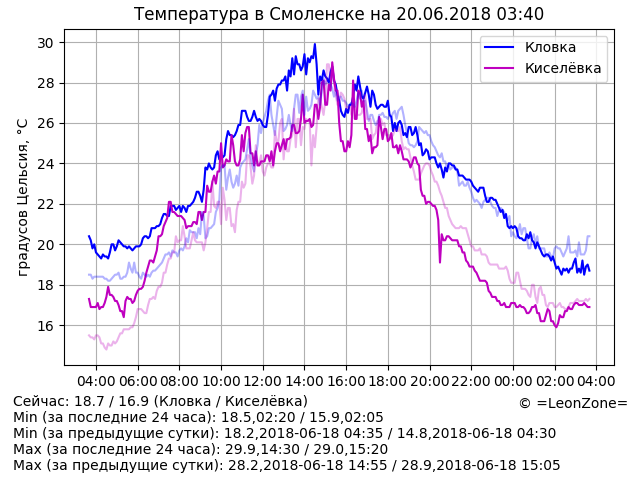 Температура в Смоленске на 20.06.2018 03:40
Кловка
Киселёвка
градусов Цельсия, °C
30
28
26
24
22
20
18
16
04:00 06:00 08:00 10:00 12:00 14:00 16:00 18:00 20:00 22:00 00:00 02:00 04:00
Сейчас: 18.7 / 16.9 (Кловка / Киселёвка)
© =LeonZone=
Min (за последние 24 часа): 18.5,02:20 / 15.9,02:05
Min (за предыдущие сутки): 18.2,2018-06-18 04:35 / 14.8,2018-06-18 04:30
Max (за последние 24 часа): 29.9,14:30 / 29.0,15:20
Max (за предыдущие сутки): 28.2,2018-06-18 14:55 / 28.9,2018-06-18 15:05